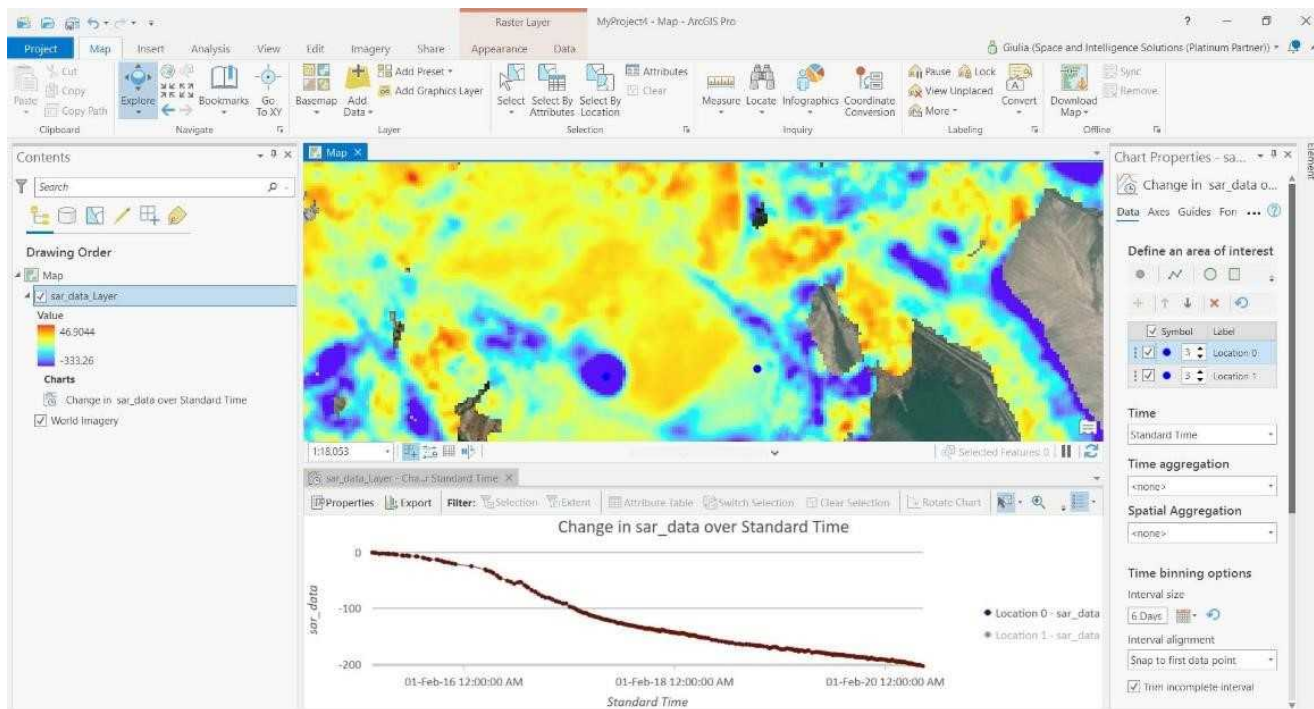 Raster Layer
MyProject4 - Map - ArcGIS Pro
?
Project Map Insert Analysis View Edit Imagery Share Appearance Data
Giulia (Space and Intelligence Solutions (Platinum Partner))
Paste
Cut
Copy
Copy Path
Clipboard
Explore
Bookmarks
Go To XY
Navigate
Basemap
Add Data
Add Preset
Add Graphics Layer
Layer
Select
Select By Attributes
Select By Location
Attributes
Clear
Selection
Measure
Locate
Infographics
Coordinate Conversion
Inquiry
Pause
Lock
View Unplaced
More
Convert
Labeling
Download Map
Sync
Remove
Offline
Contents
Search
Drawing Order
Map
sar_data_Layer
Value
46.9044
-333.26
Charts
Change in sar_data over Standard Time
World Imagery
Map
1:18,053
Selected Features: 0
sar_data_Layer - Cha...r Standard Time
Properties Export Filter: Selection Extent Attribute Table Switch Selection Clear Selection Rotate Chart
Change in sar_data over Standard Time
sar_data
0
-100
-200
01-Feb-16 12:00:00 AM
01-Feb-18 12:00:00 AM
01-Feb-20 12:00:00 AM
Standard Time
Location 0 - sar_data
Location 1 - sar_data
Chart Properties - sa...
Change in sar_data o...
Data Axes Guides For ...
Define an area of interest
Symbol Label
3 Location 0
3 Location 1
Time
Standard Time
Time aggregation
<none>
Spatial Aggregation
<none>
Time binning options
Interval size
6 Days
Interval alignment
Snap to first data point
Trim incomplete interval
Element